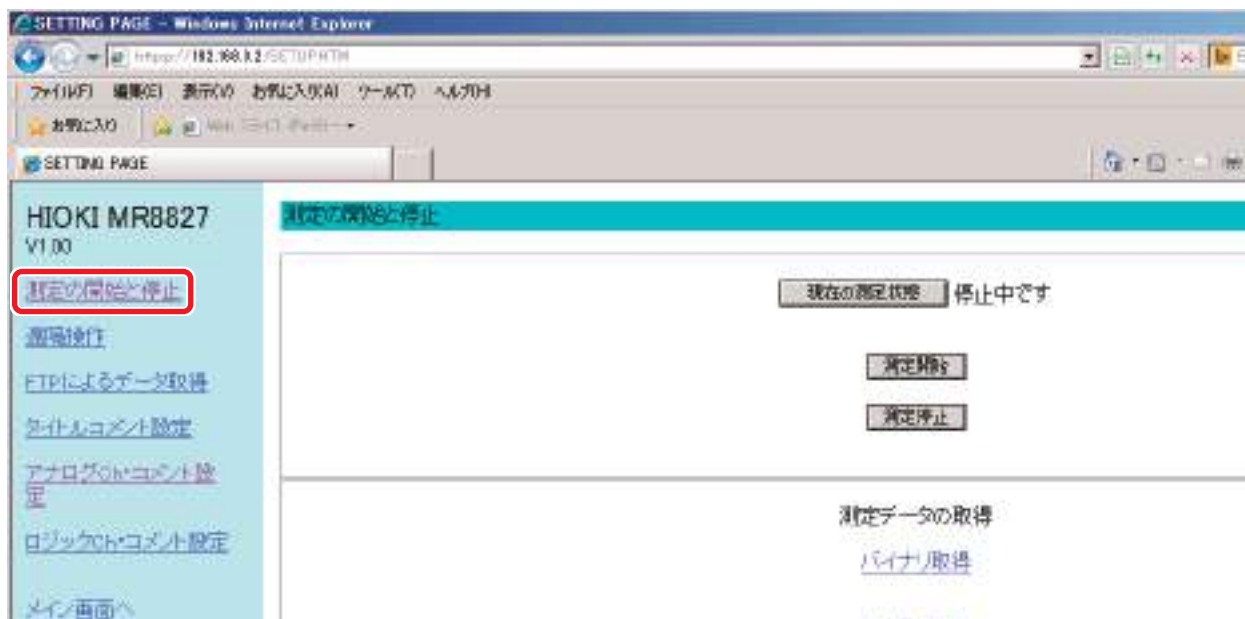 SETTING PAGE - Windows Internet Explorer
/SETUP.HTM
ファイル(F) 編集(E) 表示(V) お気に入り(A) ツール(T) ヘルプ(H)
お気に入り
SETTING PAGE
HIOKI MR8827
V1.00
測定の開始と停止
測定の開始と停止
現在の測定状態 停止中です
遠隔操作
測定開始
FTPによるデータ取得
測定停止
タイトルコメント設定
アナログCh・コメント設
定
測定データの取得
ロジックCh・コメント設定
バイナリ取得
メイン画面へ